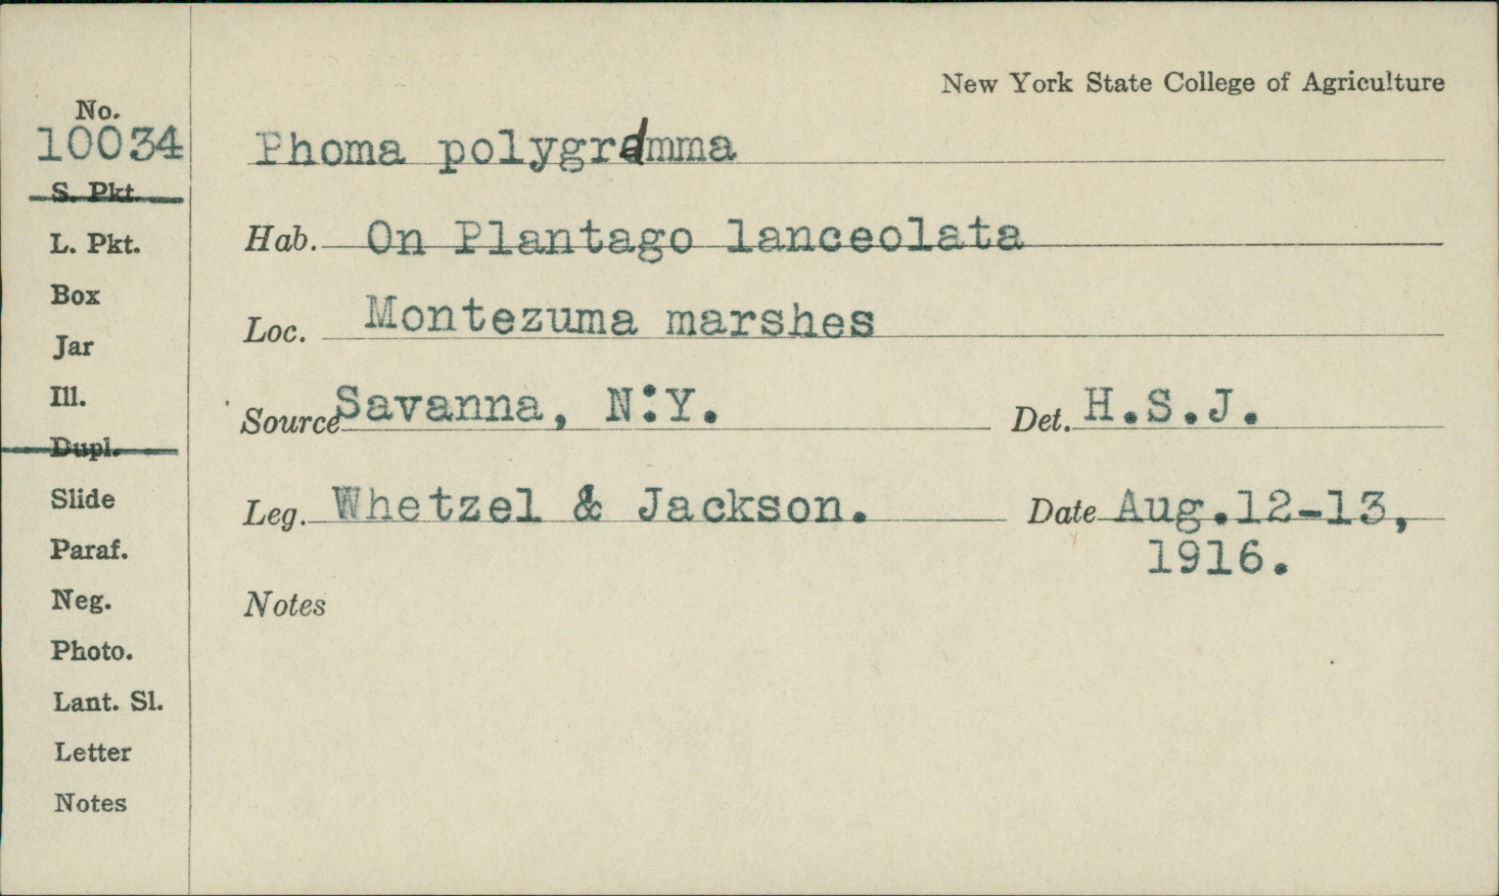 New York State College of Agriculture
No.
10034
Phoma polygramma
S. Pkt.
L. Pkt.
Hab. On Plantago lanceolata
Box
Loc. Montezuma marshes
Jar
Ill.
Source Savanna, N:Y. Det. H.S.J.
Dupl.
Slide
Leg. Whetzel & Jackson. Date Aug.12-13,
1916.
Paraf.
Neg.
Notes
Photo.
Lant. Sl.
Letter
Notes